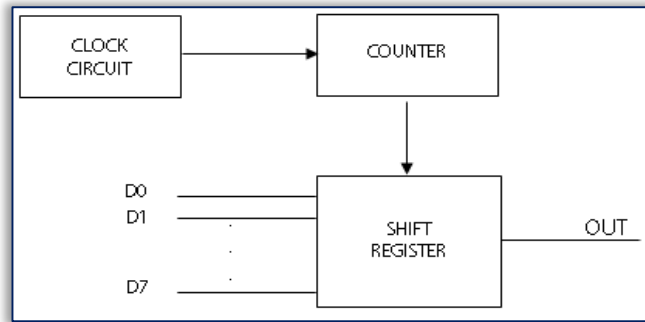 CLOCK
CIRCUIT
COUNTER
D0
D1
D7
SHIFT
REGISTER
OUT